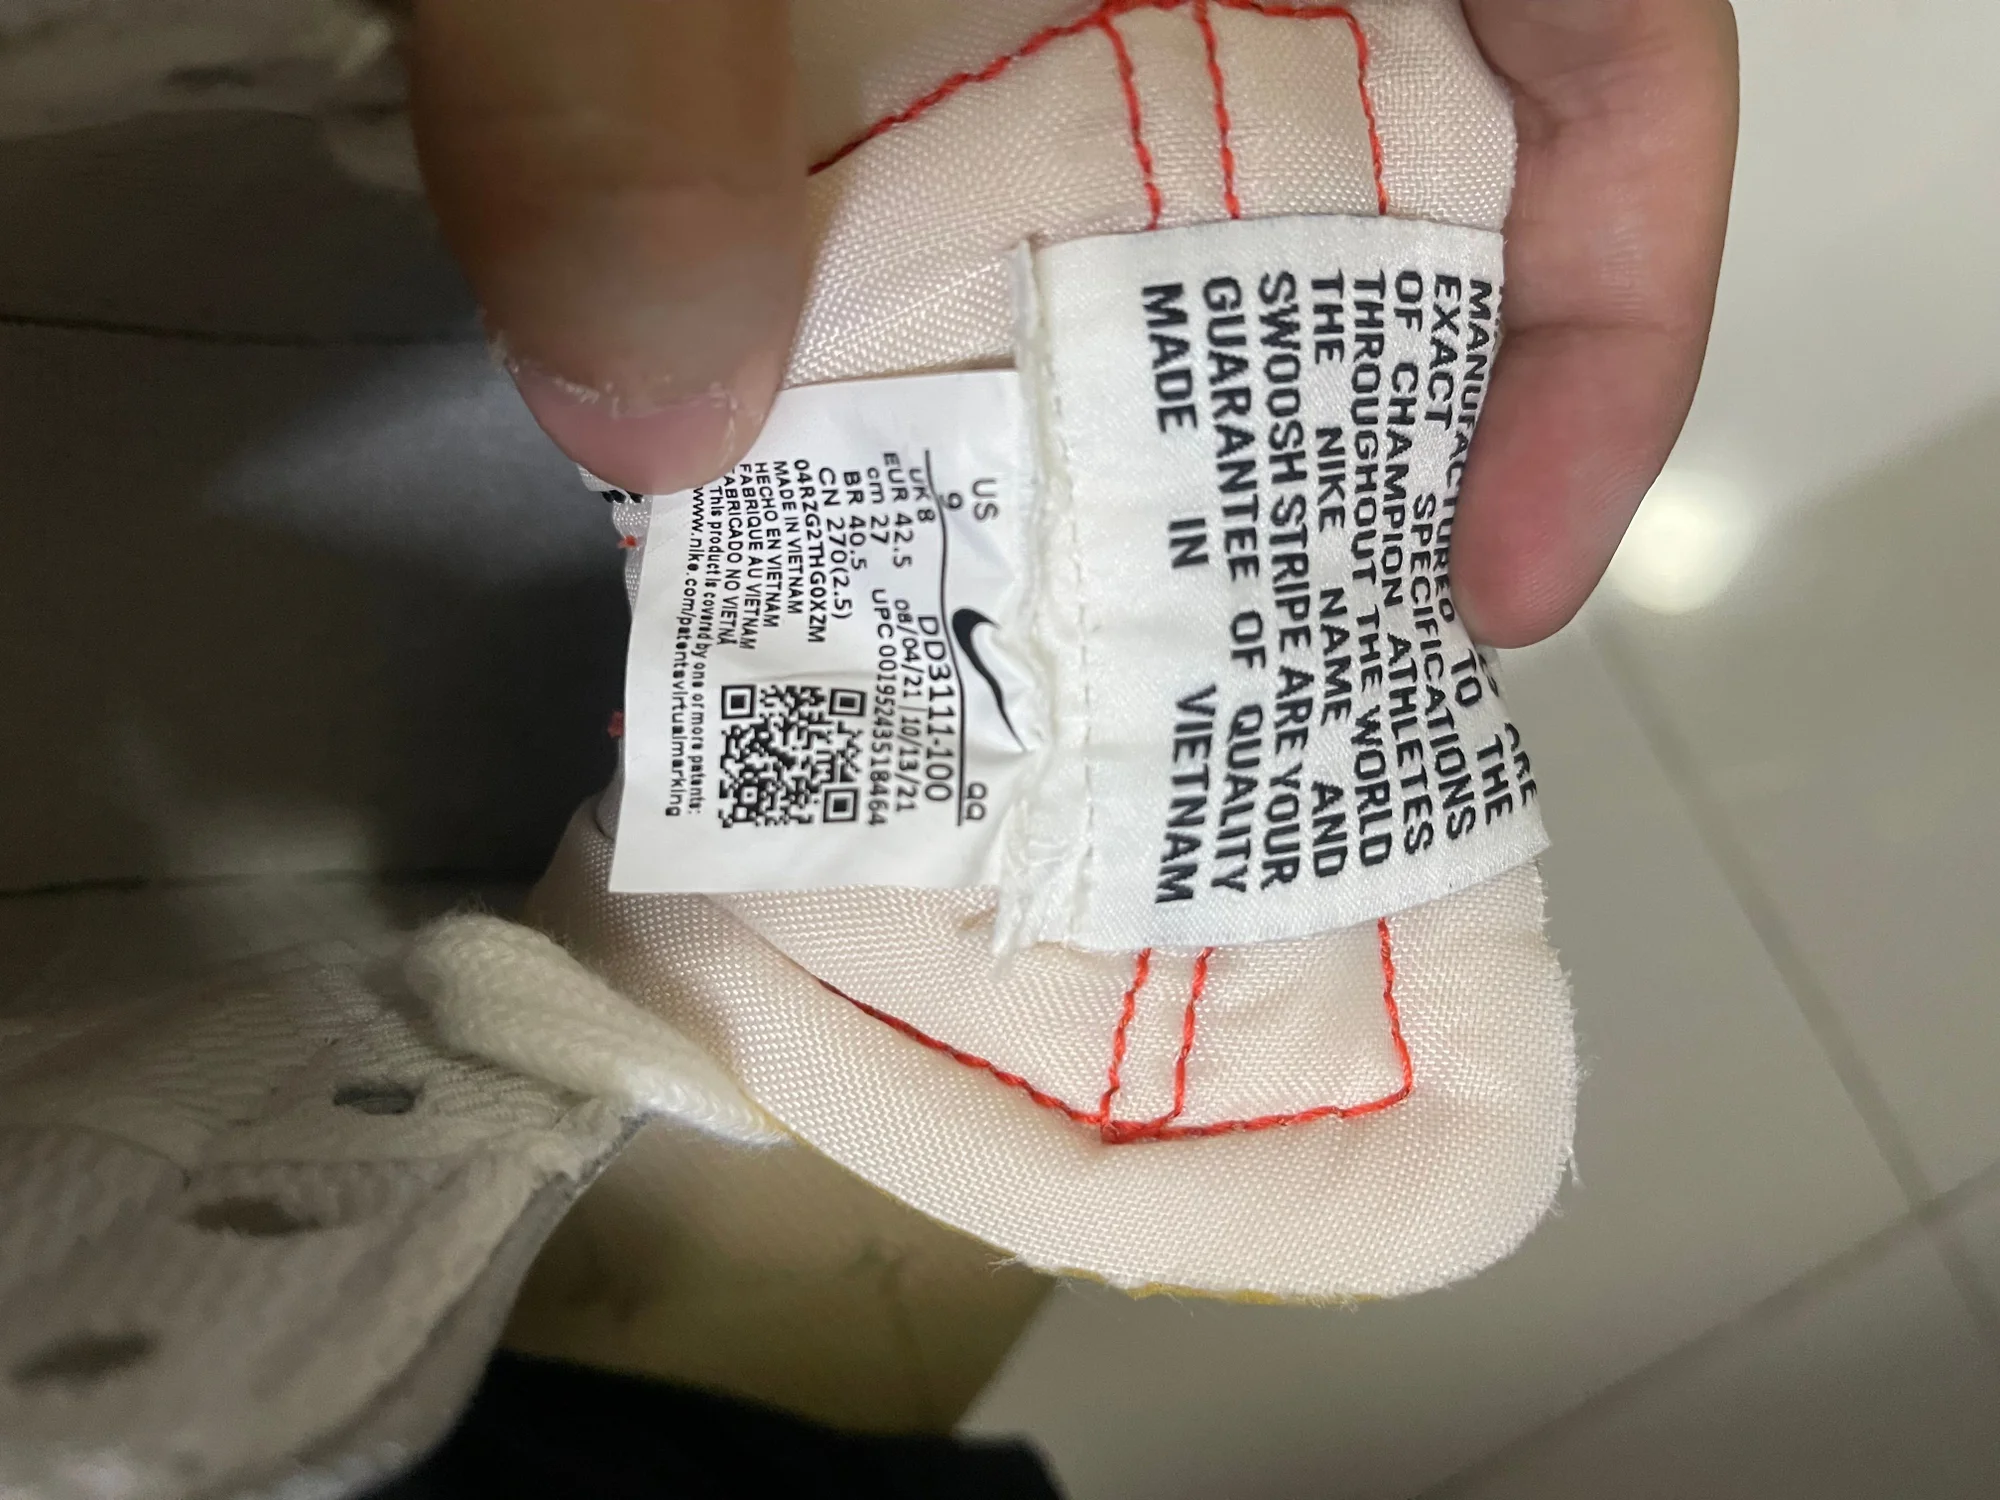 ARE
MANUFACTURED TO THE
EXACT SPECIFICATIONS
OF CHAMPION ATHLETES
THROUGHOUT THE WORLD
THE NIKE NAME AND
SWOOSH STRIPE ARE YOUR
GUARANTEE OF QUALITY
MADE IN VIETNAM
US QQ
9
UK 8 DD3111-100
EUR 42.5 08/04/21 10/13/21
cm 27 UPC 00195243518464
BR 40.5
CN 270(2.5)
04RZG2THG0XZM
MADE IN VIETNAM
HECHO EN VIETNAM
FABRIQUE AU VIETNAM
FABRICADO NO VIETNÃ
This product is covered by one or more patents:
www.nike.com/patentsvirtualmarking